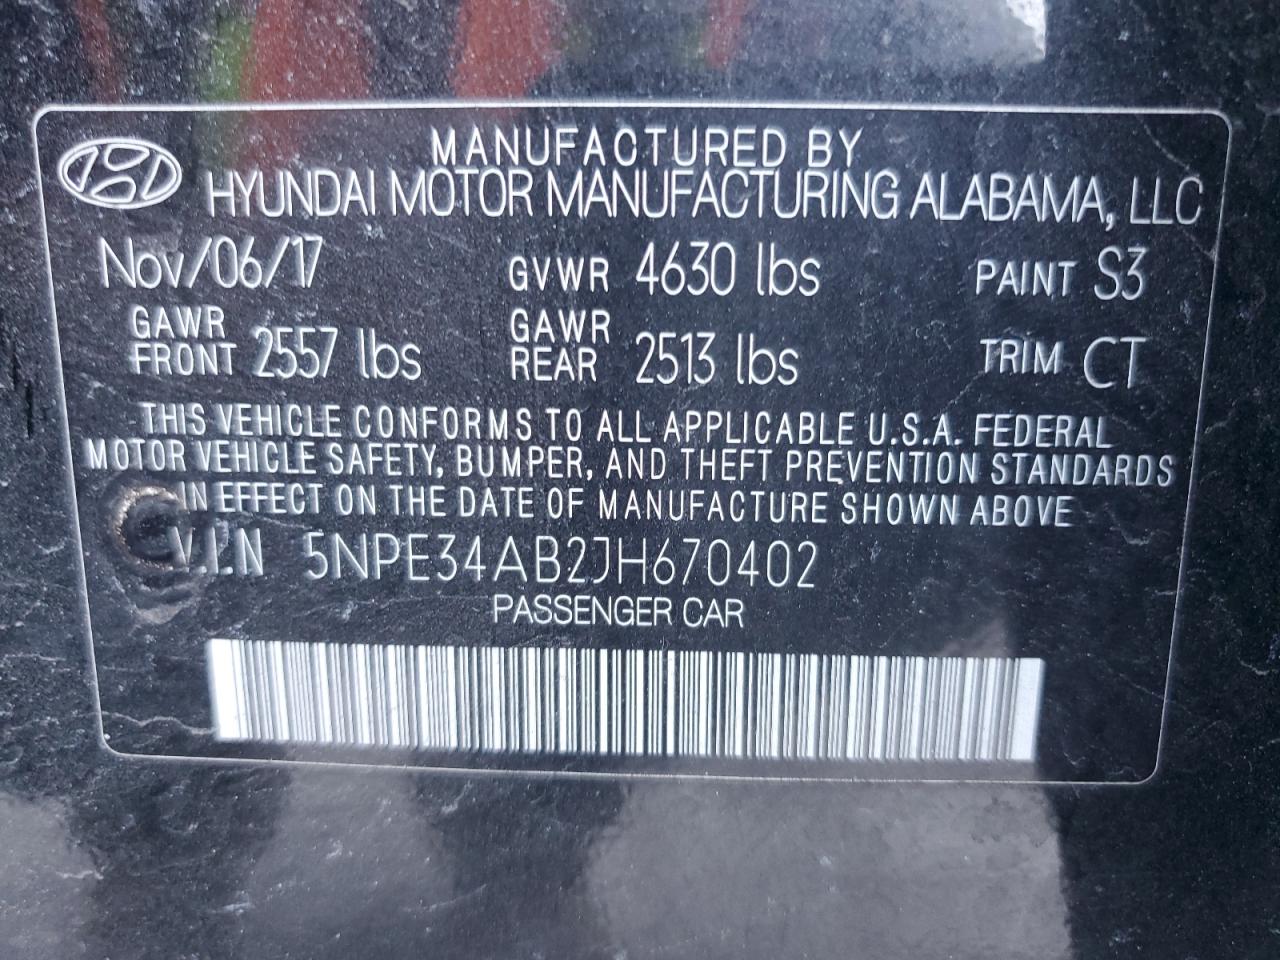 MANUFACTURED BY
HYUNDAI MOTOR MANUFACTURING ALABAMA, LLC
Nov/06/17 GVWR 4630 lbs PAINT S3
GAWR FRONT 2557 lbs GAWR REAR 2513 lbs TRIM CT
THIS VEHICLE CONFORMS TO ALL APPLICABLE U.S.A. FEDERAL
MOTOR VEHICLE SAFETY, BUMPER, AND THEFT PREVENTION STANDARDS
IN EFFECT ON THE DATE OF MANUFACTURE SHOWN ABOVE
V.I.N 5NPE34AB2JH670402
PASSENGER CAR